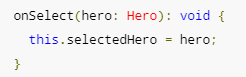 onSelect(hero: Hero): void {
  this.selectedHero = hero;
}